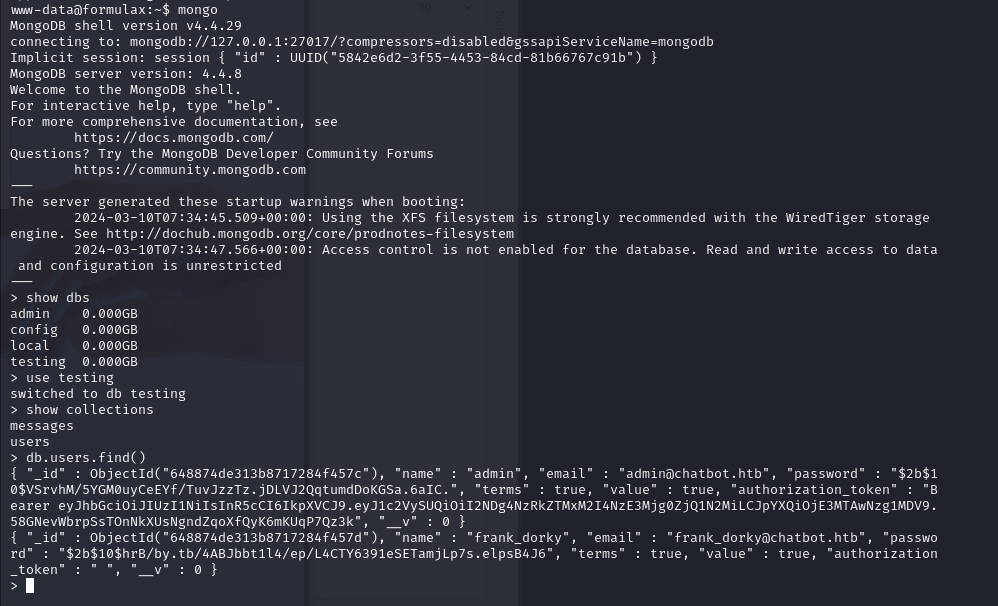 www-data@formulax:~$ mongo
MongoDB shell version v4.4.29
connecting to: mongodb://127.0.0.1:27017/?compressors=disabled&gssapiServiceName=mongodb
Implicit session: session { "id" : UUID("5842e6d2-3f55-4453-84cd-81b66767c91b") }
MongoDB server version: 4.4.8
Welcome to the MongoDB shell.
For interactive help, type "help".
For more comprehensive documentation, see
        https://docs.mongodb.com/
Questions? Try the MongoDB Developer Community Forums
        https://community.mongodb.com
---
The server generated these startup warnings when booting:
        2024-03-10T07:34:45.509+00:00: Using the XFS filesystem is strongly recommended with the WiredTiger storage
engine. See http://dochub.mongodb.org/core/prodnotes-filesystem
        2024-03-10T07:34:47.566+00:00: Access control is not enabled for the database. Read and write access to data
 and configuration is unrestricted
---
> show dbs
admin    0.000GB
config   0.000GB
local    0.000GB
testing  0.000GB
> use testing
switched to db testing
> show collections
messages
users
> db.users.find()
{ "_id" : ObjectId("648874de313b8717284f457c"), "name" : "admin", "email" : "admin@chatbot.htb", "password" : "$2b$1
0$VSrvhM/5YGM0uyCeEYf/TuvJzzTz.jDLVJ2QqtumdDoKGSa.6aIC.", "terms" : true, "value" : true, "authorization_token" : "B
earer eyJhbGciOiJIUzI1NiIsInR5cCI6IkpXVCJ9.eyJ1c2VySUQiOiI2NDg4NzRkZTMxM2I4NzE3Mjg0ZjQ1N2MiLCJpYXQiOjE3MTAwNzg1MDV9.
58GNevWbrpSsTOnNkXUsNgndZqoXfQyK6mKUqP7Qz3k", "__v" : 0 }
{ "_id" : ObjectId("648874de313b8717284f457d"), "name" : "frank_dorky", "email" : "frank_dorky@chatbot.htb", "passwo
rd" : "$2b$10$hrB/by.tb/4ABJbbt1l4/ep/L4CTY6391eSETamjLp7s.elpsB4J6", "terms" : true, "value" : true, "authorization
_token" : " ", "__v" : 0 }
>